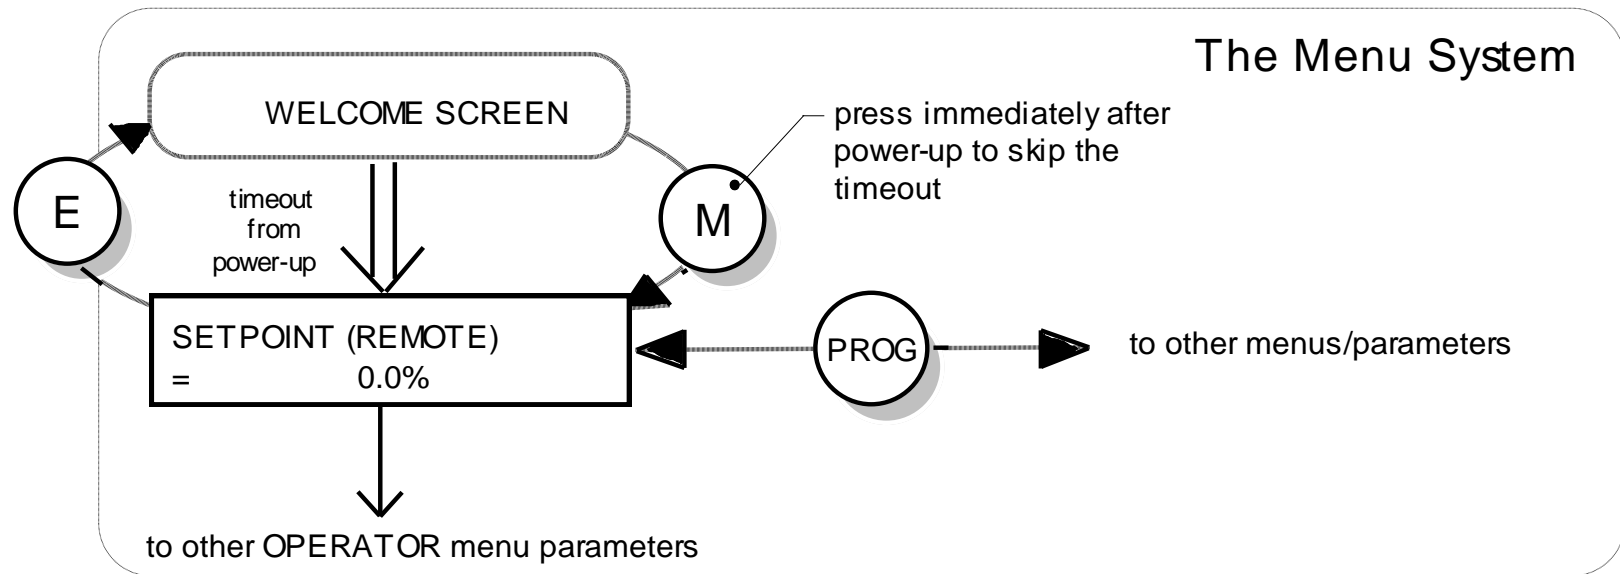 The Menu System
WELCOME SCREEN
press immediately after
power-up to skip the
timeout
E
timeout
from
power-up
M
SETPOINT (REMOTE)
= 0.0%
PROG
to other menus/parameters
to other OPERATOR menu parameters